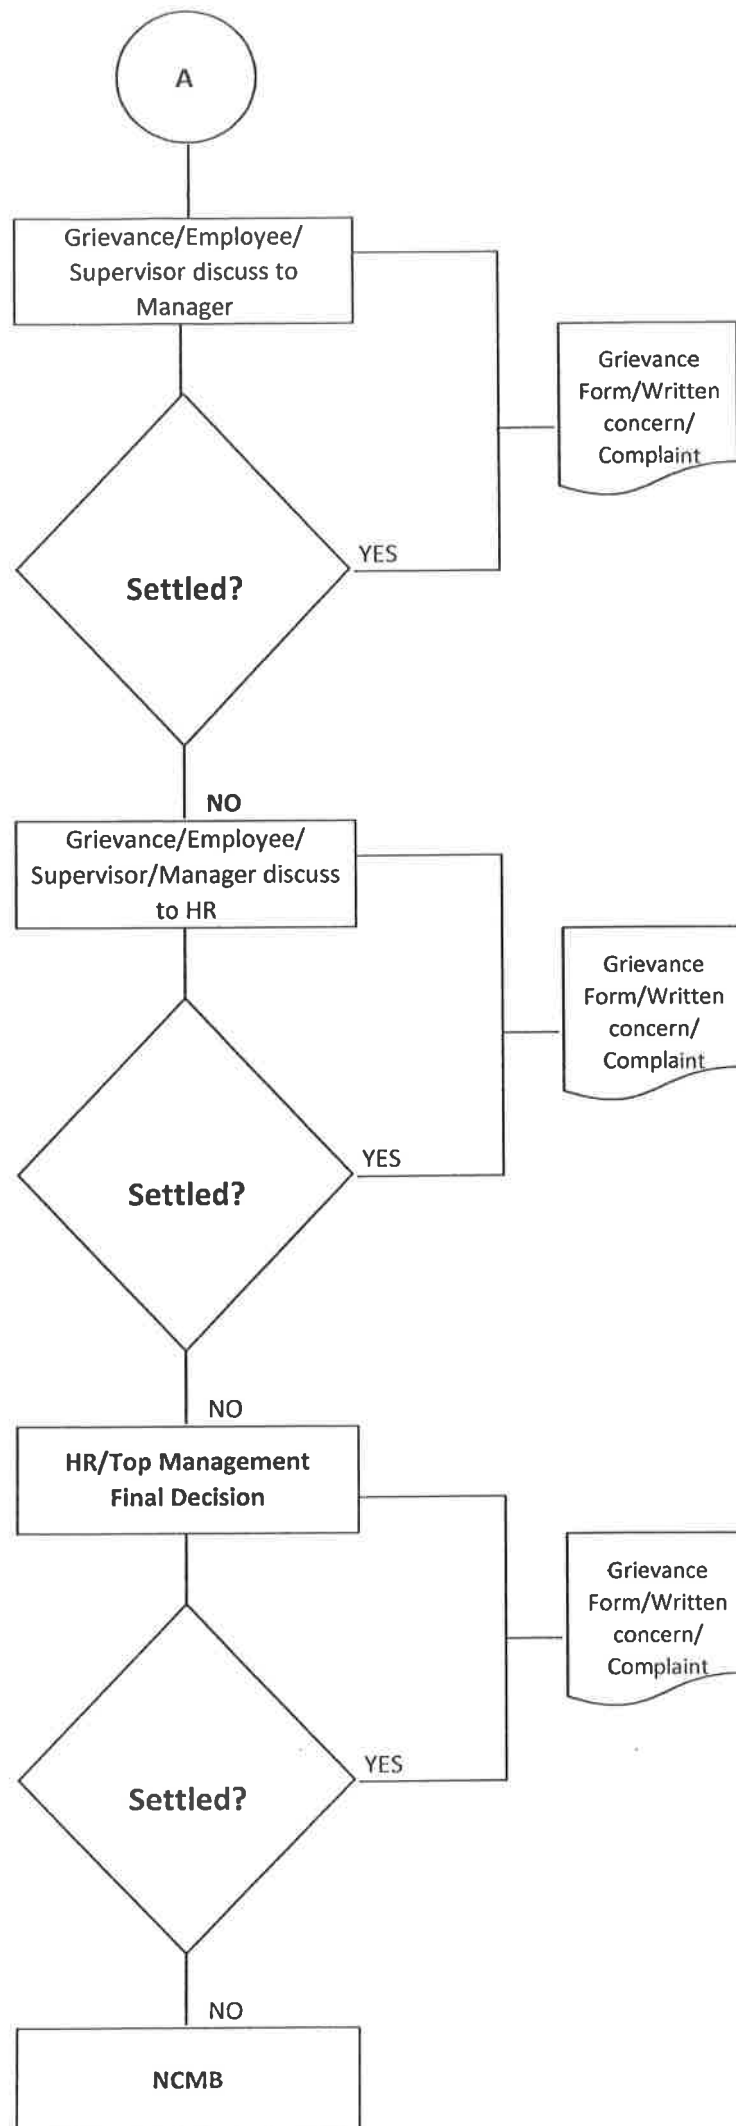 A
Grievance/Employee/
Supervisor discuss to
Manager
Grievance
Form/Written
concern/
Complaint
YES
Settled?
NO
Grievance/Employee/
Supervisor/Manager discuss
to HR
Grievance
Form/Written
concern/
Complaint
YES
Settled?
NO
HR/Top Management
Final Decision
Grievance
Form/Written
concern/
Complaint
YES
Settled?
NO
NCMB